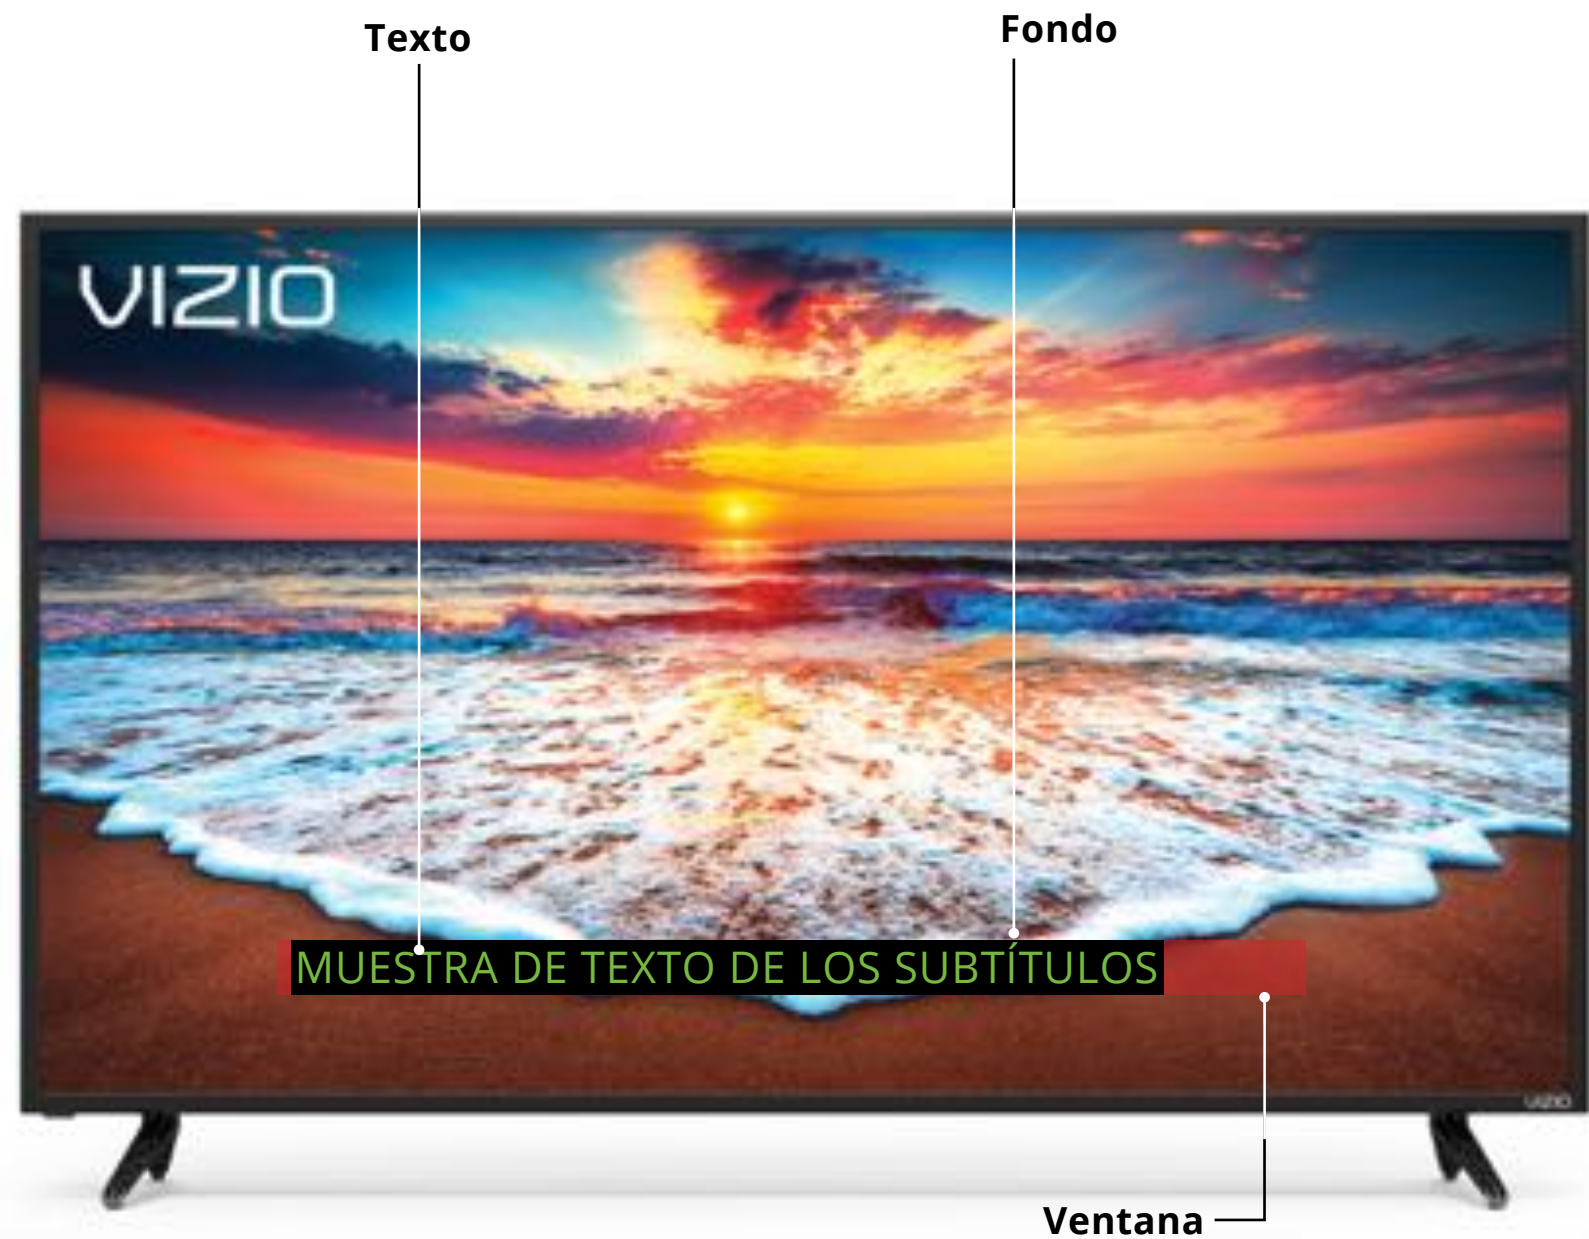 Texto
Fondo
VIZIO
MUESTRA DE TEXTO DE LOS SUBTÍTULOS
VIZIO
Ventana